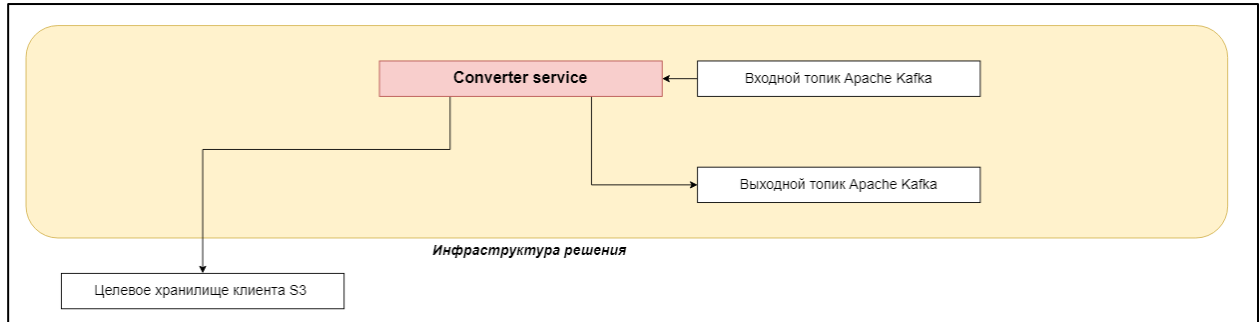 Converter service
Входной топик Apache Kafka
Выходной топик Apache Kafka
Инфраструктура решения
Целевое хранилище клиента S3